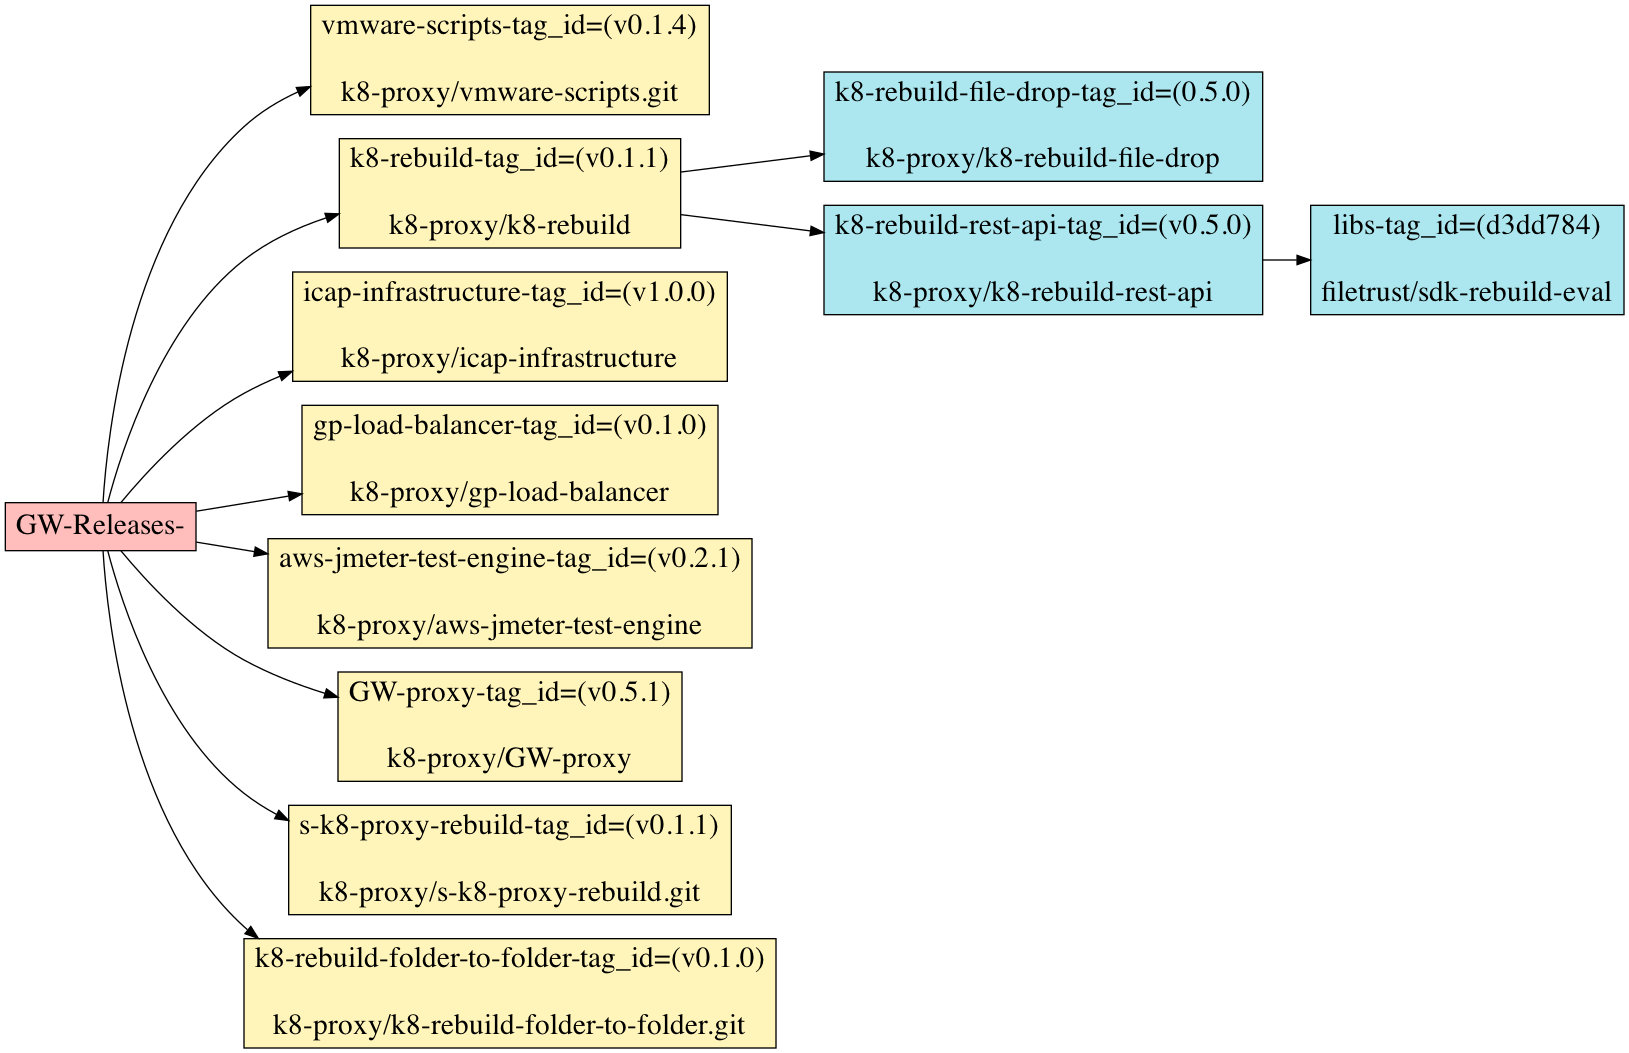 vmware-scripts-tag_id=(v0.1.4)
k8-proxy/vmware-scripts.git
k8-rebuild-file-drop-tag_id=(0.5.0)
k8-proxy/k8-rebuild-file-drop
k8-rebuild-tag_id=(v0.1.1)
k8-proxy/k8-rebuild
k8-rebuild-rest-api-tag_id=(v0.5.0)
k8-proxy/k8-rebuild-rest-api
libs-tag_id=(d3dd784)
filetrust/sdk-rebuild-eval
icap-infrastructure-tag_id=(v1.0.0)
k8-proxy/icap-infrastructure
gp-load-balancer-tag_id=(v0.1.0)
k8-proxy/gp-load-balancer
GW-Releases-
aws-jmeter-test-engine-tag_id=(v0.2.1)
k8-proxy/aws-jmeter-test-engine
GW-proxy-tag_id=(v0.5.1)
k8-proxy/GW-proxy
s-k8-proxy-rebuild-tag_id=(v0.1.1)
k8-proxy/s-k8-proxy-rebuild.git
k8-rebuild-folder-to-folder-tag_id=(v0.1.0)
k8-proxy/k8-rebuild-folder-to-folder.git